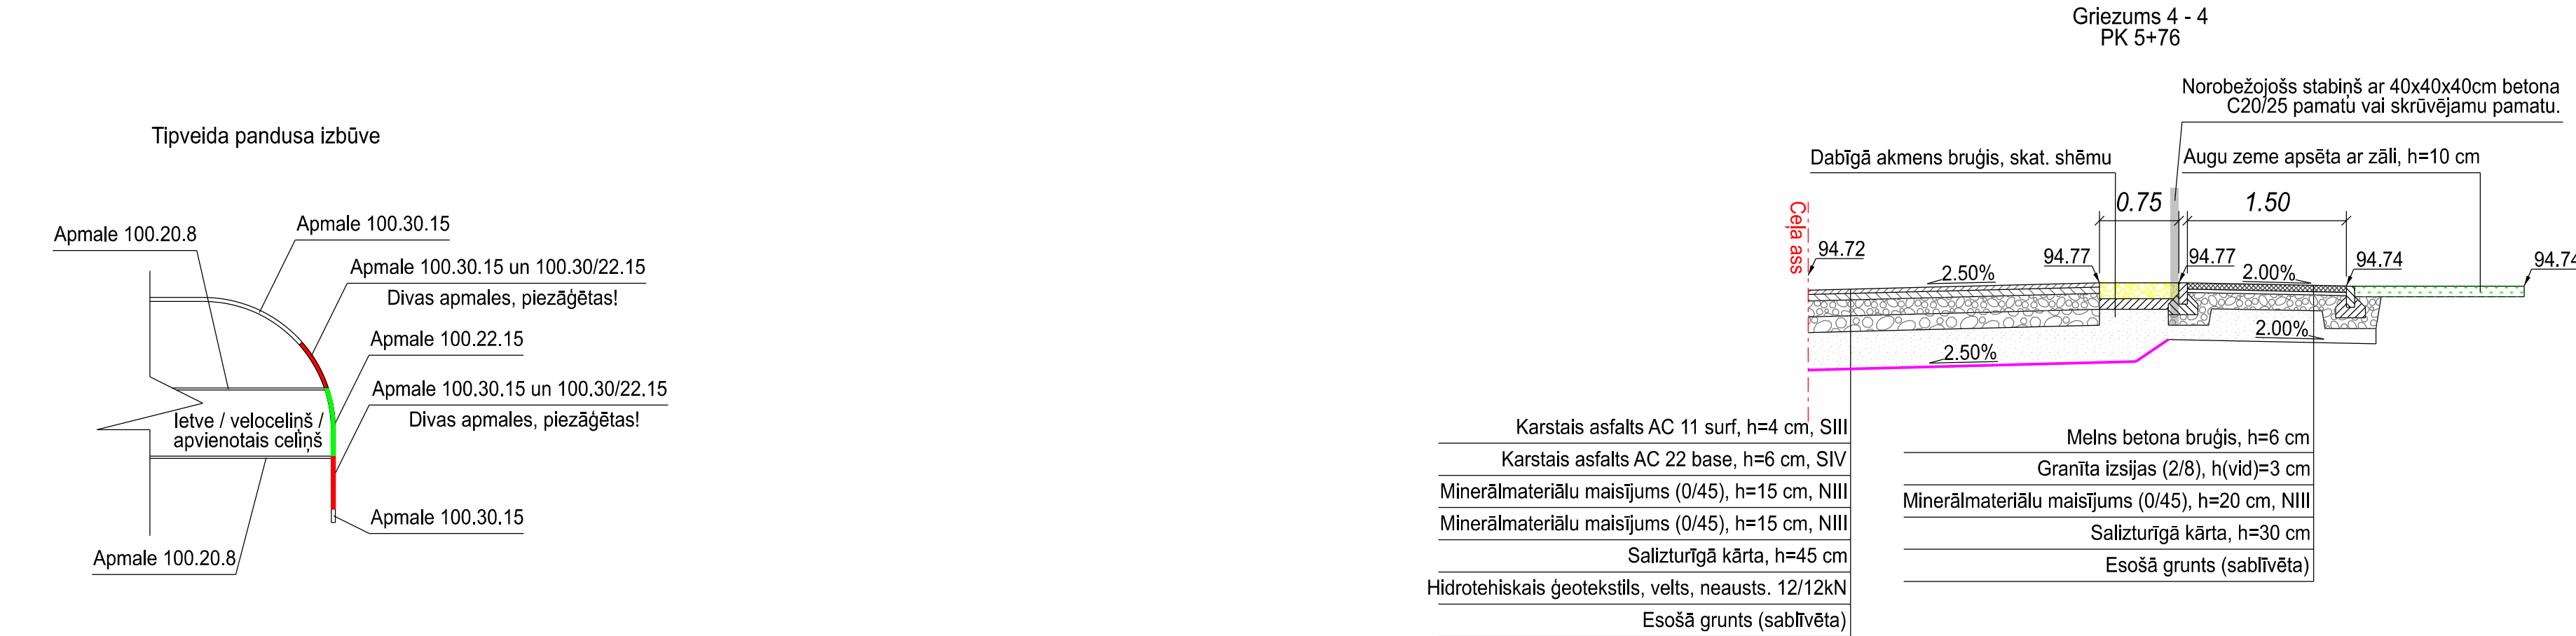 Tipveida pandusa izbūve
Apmale 100.20.8
Apmale 100.30.15
Apmale 100.30.15 un 100.30/22.15
Divas apmales, piezāģētas!
Apmale 100.22.15
Apmale 100.30.15 un 100.30/22.15
Divas apmales, piezāģētas!
Ietve / veloceliņš /
apvienotais celiņš
Apmale 100.30.15
Apmale 100.20.8
Griezums 4 - 4
PK 5+76
Norobežojošs stabiņš ar 40x40x40cm betona
C20/25 pamatu vai skrūvējamu pamatu.
Dabīgā akmens bruģis, skat. shēmu
Augu zeme apsēta ar zāli, h=10 cm
Ceļa ass
0.75
1.50
94.72
94.77
94.77
94.74
94.74
2.50%
2.00%
2.50%
2.00%
Karstais asfalts AC 11 surf, h=4 cm, SIII
Karstais asfalts AC 22 base, h=6 cm, SIV
Minerālmateriālu maisījums (0/45), h=15 cm, NIII
Minerālmateriālu maisījums (0/45), h=15 cm, NIII
Salizturīgā kārta, h=45 cm
Hidrotehiskais ģeotekstils, velts, neausts. 12/12kN
Esošā grunts (sablīvēta)
Melns betona bruģis, h=6 cm
Granīta izsijas (2/8), h(vid)=3 cm
Minerālmateriālu maisījums (0/45), h=20 cm, NIII
Salizturīgā kārta, h=30 cm
Esošā grunts (sablīvēta)